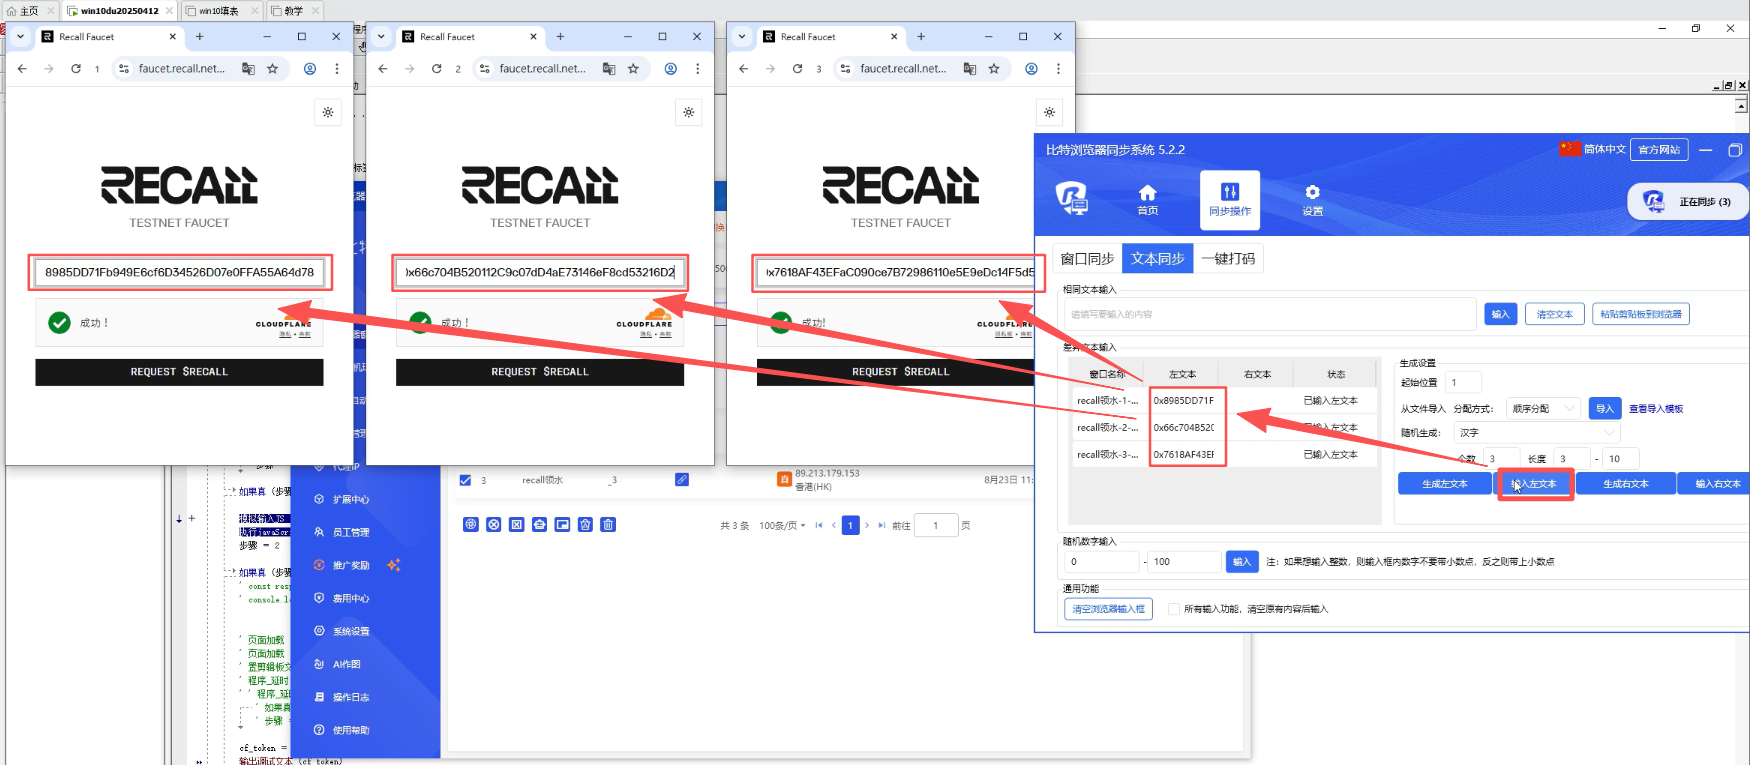 主页
win10du20250412
win10填表
教学
Recall Faucet
1
faucet.recall.net...
RECALL
TESTNET FAUCET
8985DD71Fb949E6cf6D34526D07e0FFA55A64d78
成功！
CLOUDFLARE
隐私 • 条款
REQUEST $RECALL
Recall Faucet
2
faucet.recall.net...
RECALL
TESTNET FAUCET
0x66c704B520112C9c07dD4aE73146eF8cd53216D2
成功！
CLOUDFLARE
隐私 • 条款
REQUEST $RECALL
Recall Faucet
3
faucet.recall.net...
RECALL
TESTNET FAUCET
0x7618AF43EFaC090ce7B72986110e5E9eDc14F5d5
成功!
REQUEST $RECALL
比特浏览器同步系统 5.2.2
简体中文
官方网站
首页
同步操作
设置
正在同步 (3)
窗口同步
文本同步
一键打码
相同文本输入
请填写要输入的内容
输入
清空文本
粘贴剪贴板到浏览器
差异文本输入
窗口名称
左文本
右文本
状态
recall领水-1-...
0x8985DD71F
已输入左文本
recall领水-2-...
0x66c704B520
已输入左文本
recall领水-3-...
0x7618AF43EF
已输入左文本
生成设置
起始位置
1
从文件导入
分配方式：
顺序分配
导入
查看导入模板
随机生成：
汉字
个数
3
长度
3
-
10
生成左文本
输入左文本
生成右文本
输入右文本
随机数字输入
0
-
100
输入
注：如果想输入整数，则输入框内数字不要带小数点，反之则带上小数点
通用功能
清空浏览器输入框
所有输入功能，清空原有内容后输入
代理IP
扩展中心
员工管理
推广奖励
费用中心
系统设置
AI作图
操作日志
使用帮助
3
recall领水
_3
89.213.179.153
香港(HK)
8月23日 11:
共 3 条
100条/页
1
前往
1
页
如果真（步骤
步骤 = 2
如果真（步骤
' const resp
' console.l
' 页面加载
' 页面加载
' 置剪辑板文
' 程序_延时
' ' 程序_延时
' 如果真
' 步骤
cf_token =
输出调试文本（cf_token）